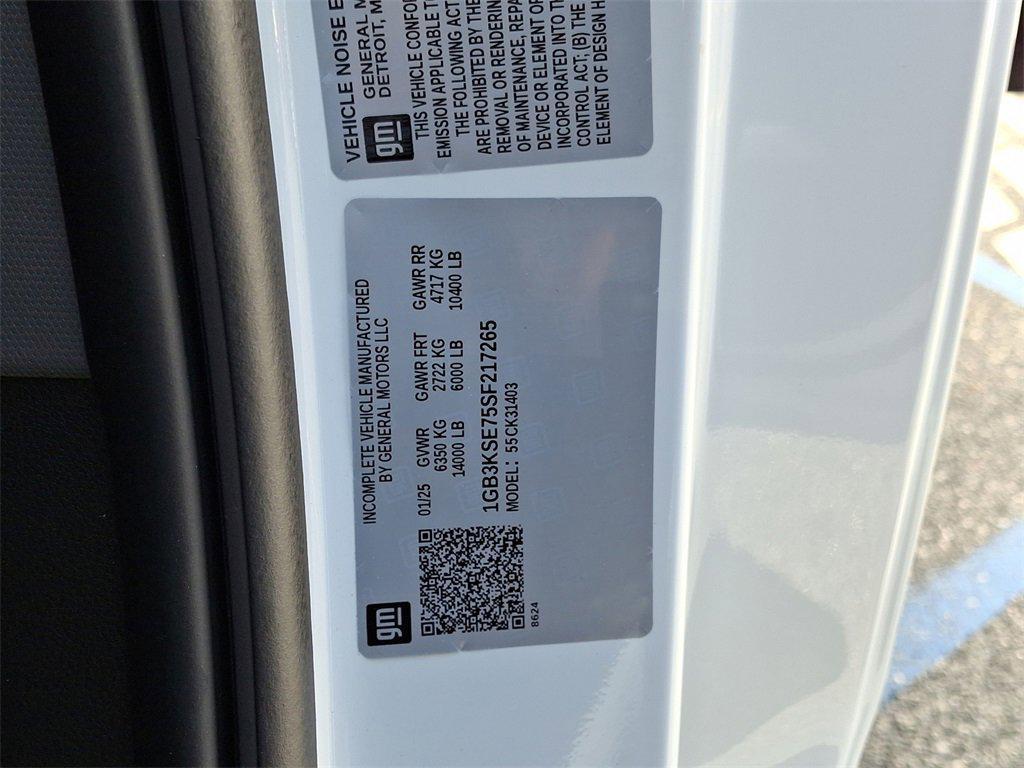 VEHICLE NOISE E
GENERAL M
DETROIT, M
gm
THIS VEHICLE CONFO
EMISSION APPLICABLE TO
THE FOLLOWING ACT
ARE PROHIBITED BY THE
REMOVAL OR RENDERING
OF MAINTENANCE, REPA
DEVICE OR ELEMENT OF
INCORPORATED INTO T
CONTROL ACT, (B) THE
ELEMENT OF DESIGN H
gm
INCOMPLETE VEHICLE MANUFACTURED
BY GENERAL MOTORS LLC
01/25 GVWR GAWR FRT GAWR RR
6350 KG 2722 KG 4717 KG
14000 LB 6000 LB 10400 LB
1GB3KSE75SF217265
MODEL: 55CK31403
8624